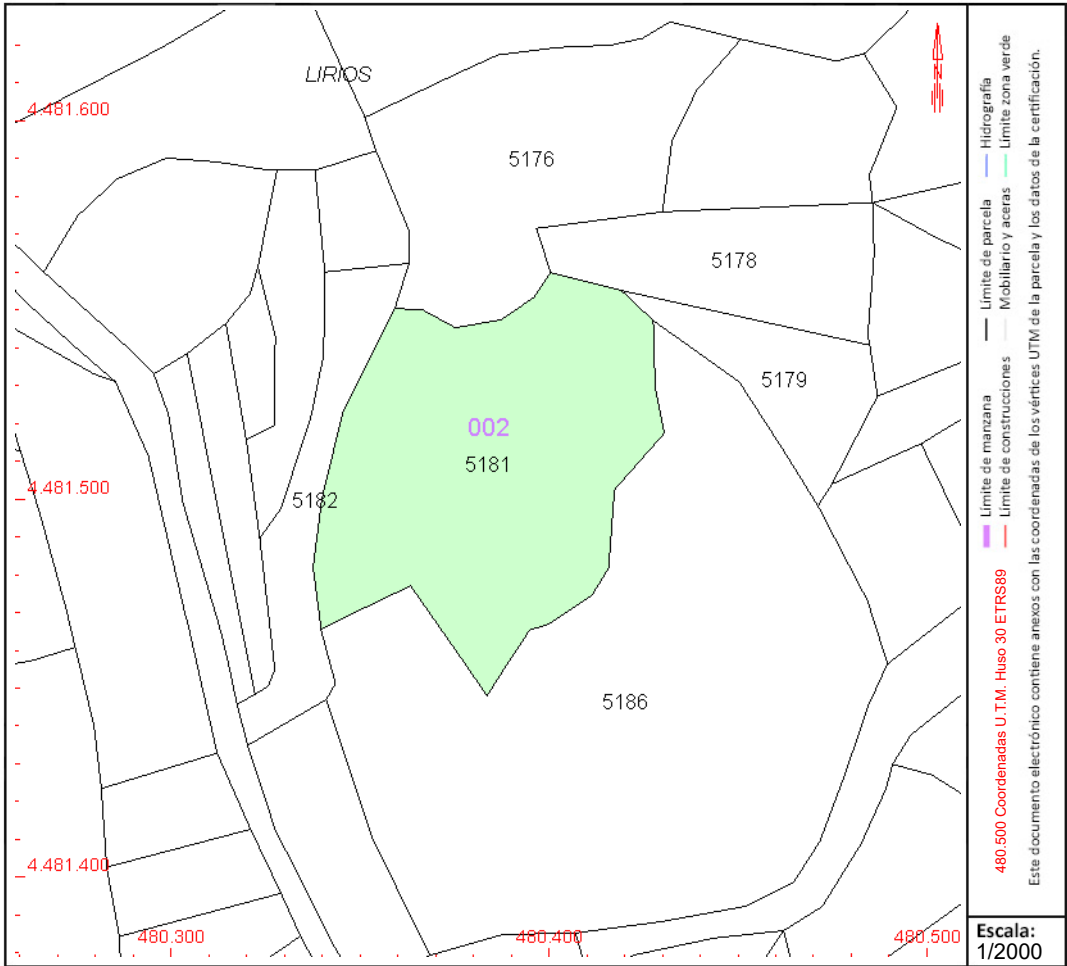 LIRIOS
4.481.600
5176
5178
5179
002
5181
4.481.500
5182
5186
4.481.400
480.300
480.400
480.500
N
480.500 Coordenadas U.T.M. Huso 30 ETRS89
Límite de manzana
Límite de parcela
Hidrografía
Límite de construcciones
Mobiliario y aceras
Límite zona verde
Este documento electrónico contiene anexos con las coordenadas de los vértices UTM de la parcela y los datos de la certificación.
Escala:
1/2000